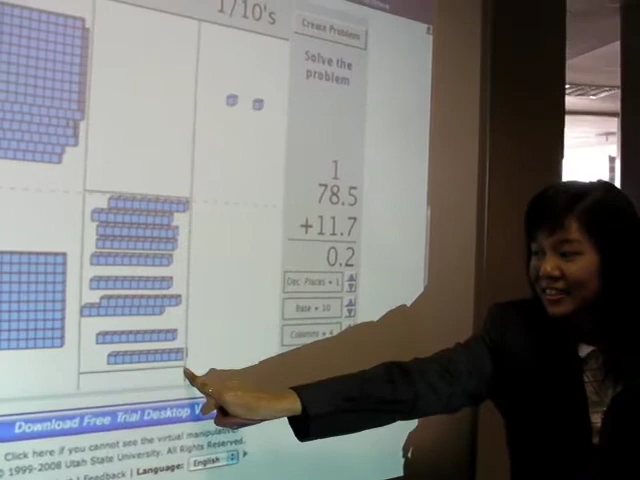 1/10's
Create Problem
Solve the
problem
1
78.5
+11.7
0.2
Dec. Places = 1
Base = 10
Columns = 4
Download Free Trial Desktop
Click here if you cannot see the virtual manipulative.
© 1999-2008 Utah State University. All Rights Reserved.
| Feedback | Language: English